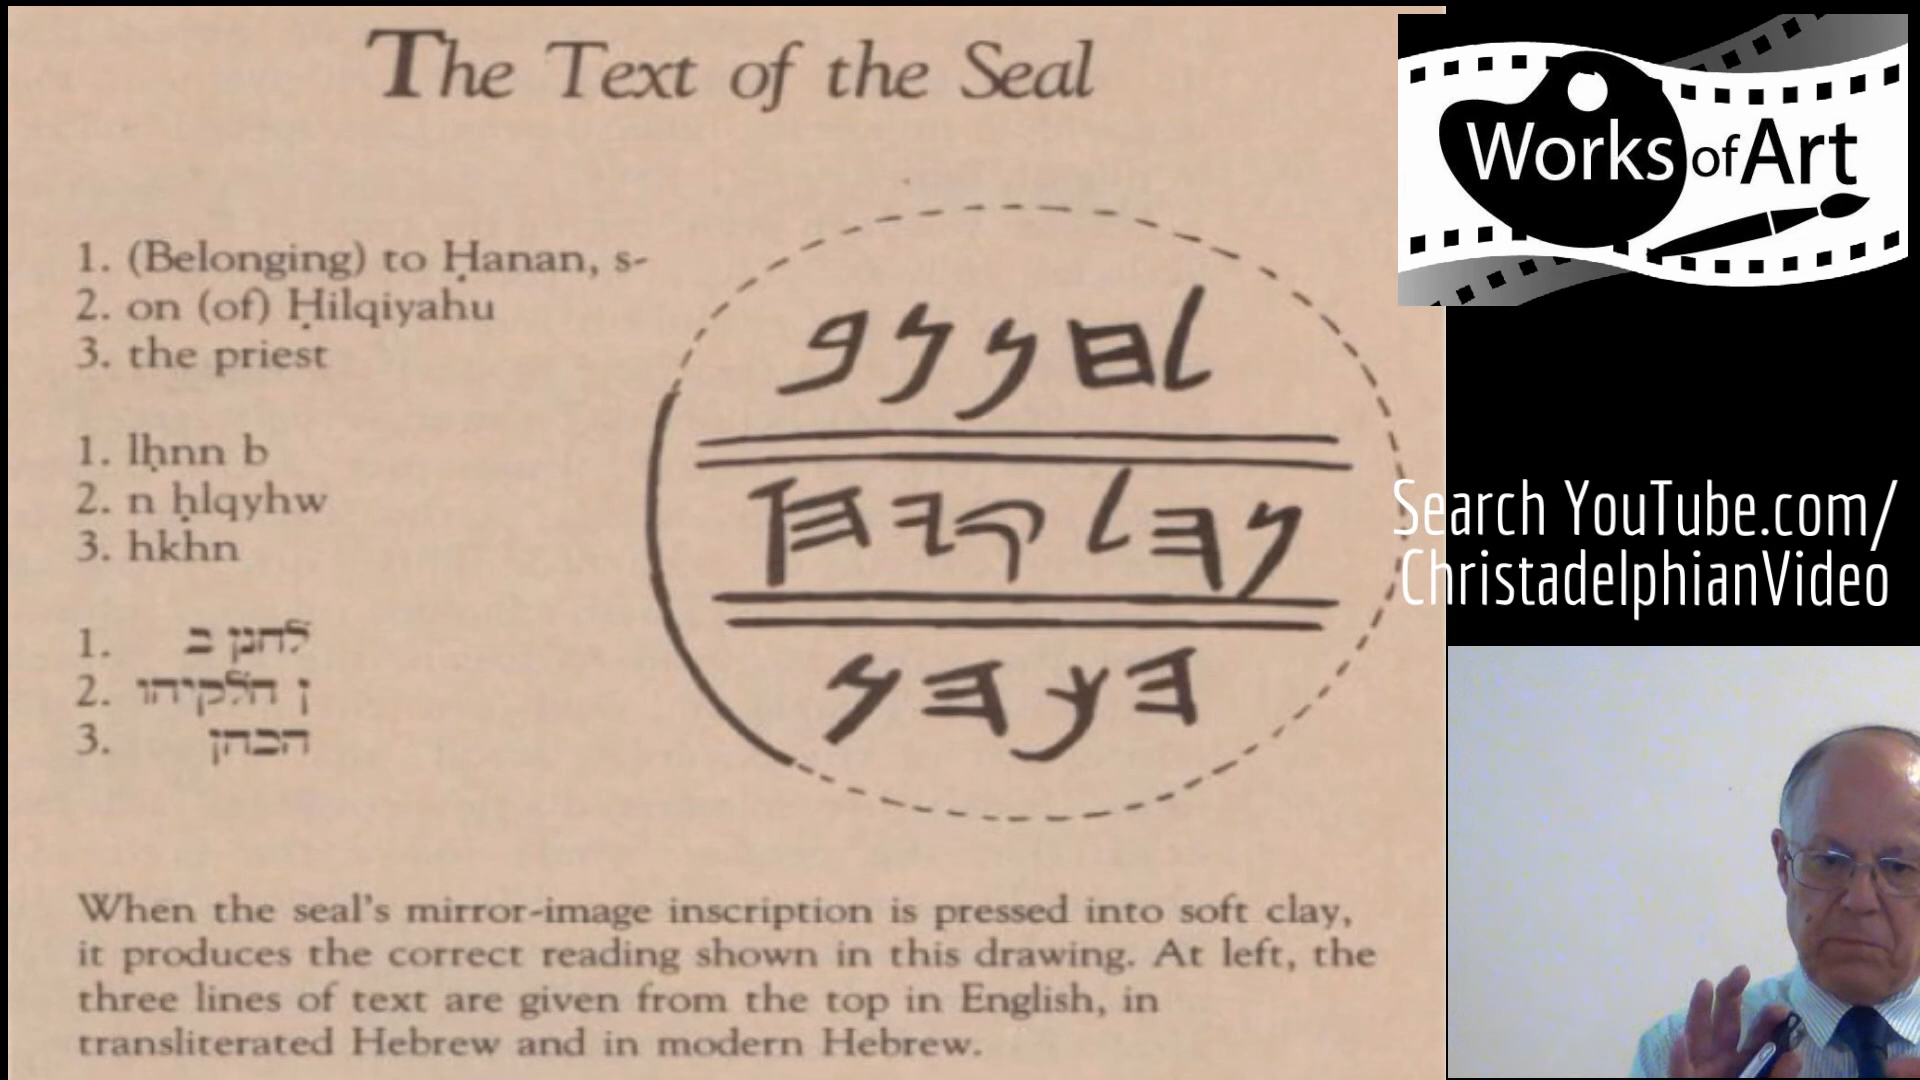 The Text of the Seal
1. (Belonging) to Ḥanan, s-
2. on (of) Ḥilqiyahu
3. the priest
1. lḥnn b
2. n ḥlqyhw
3. hkhn
1. לחנן ב
2. ן חלקיהו
3. הכהן
𐤋𐤇𐤍𐤍𐤁
𐤍𐤇𐤋𐤒𐤉𐤄𐤅
𐤄𐤊𐤄𐤍
When the seal's mirror-image inscription is pressed into soft clay,
it produces the correct reading shown in this drawing. At left, the
three lines of text are given from the top in English, in
transliterated Hebrew and in modern Hebrew.
Works of Art
Search YouTube.com/
ChristadelphianVideo